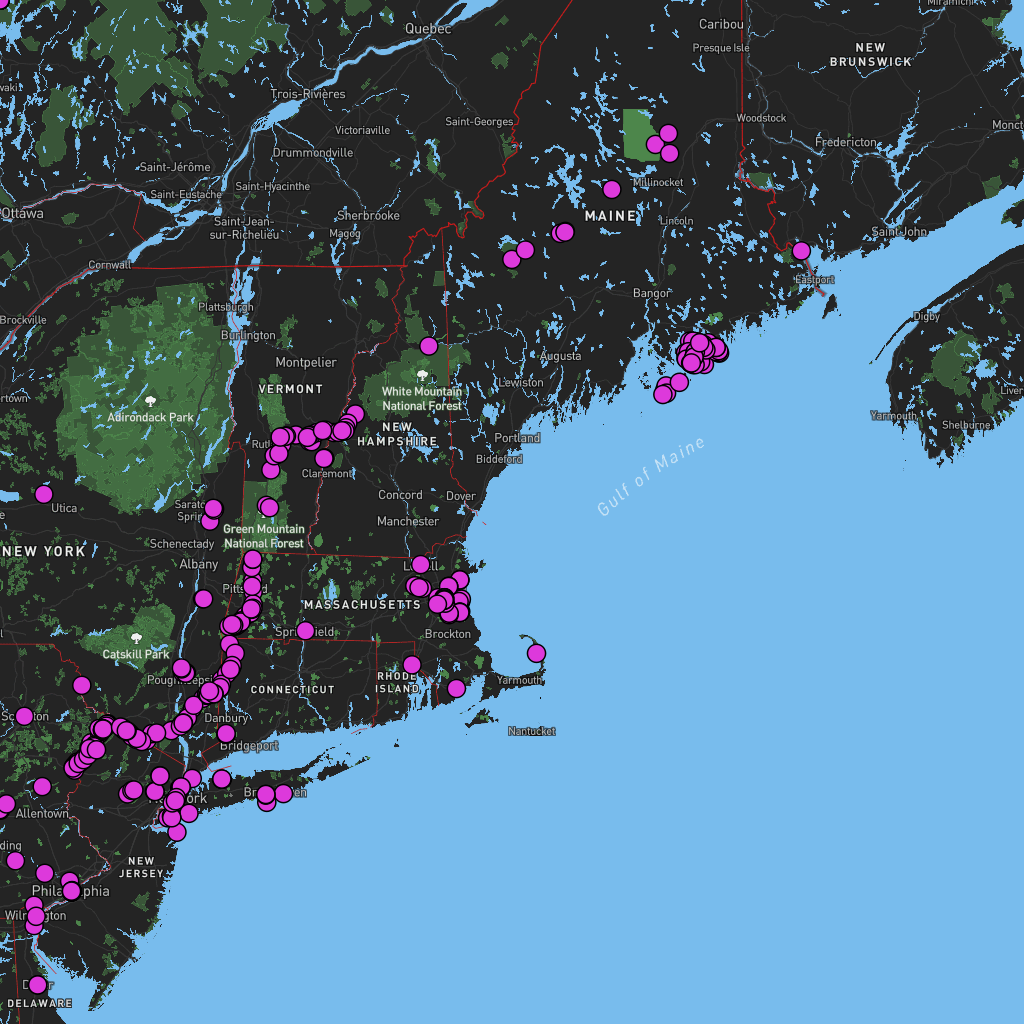 Miramichi
Quebec
Caribou
Presque Isle
NEW
BRUNSWICK
Trois-Rivières
Saint-Georges
Woodstock
Victoriaville
Drummondville
Fredericton
Saint-Jérôme
Saint-Eustache
Saint-Hyacinthe
Millinocket
Ottawa
Saint-Jean-
sur-Richelieu
Sherbrooke
Magog
MAINE
Lincoln
Saint-John
Cornwall
Eastport
Bangor
Brockville
Plattsburgh
Burlington
Digby
Montpelier
Augusta
VERMONT
Lewiston
White Mountain
National Forest
Adirondack Park
Yarmouth
Shelburne
NEW
HAMPSHIRE
Portland
Biddeford
Gulf of Maine
Claremont
Concord
Dover
Utica
Manchester
Green Mountain
National Forest
Schenectady
NEW YORK
Albany
MASSACHUSETTS
Brockton
Catskill Park
RHODE
ISLAND
Yarmouth
CONNECTICUT
Danbury
Nantucket
Bridgeport
Allentown
NEW
JERSEY
Philadelphia
DELAWARE